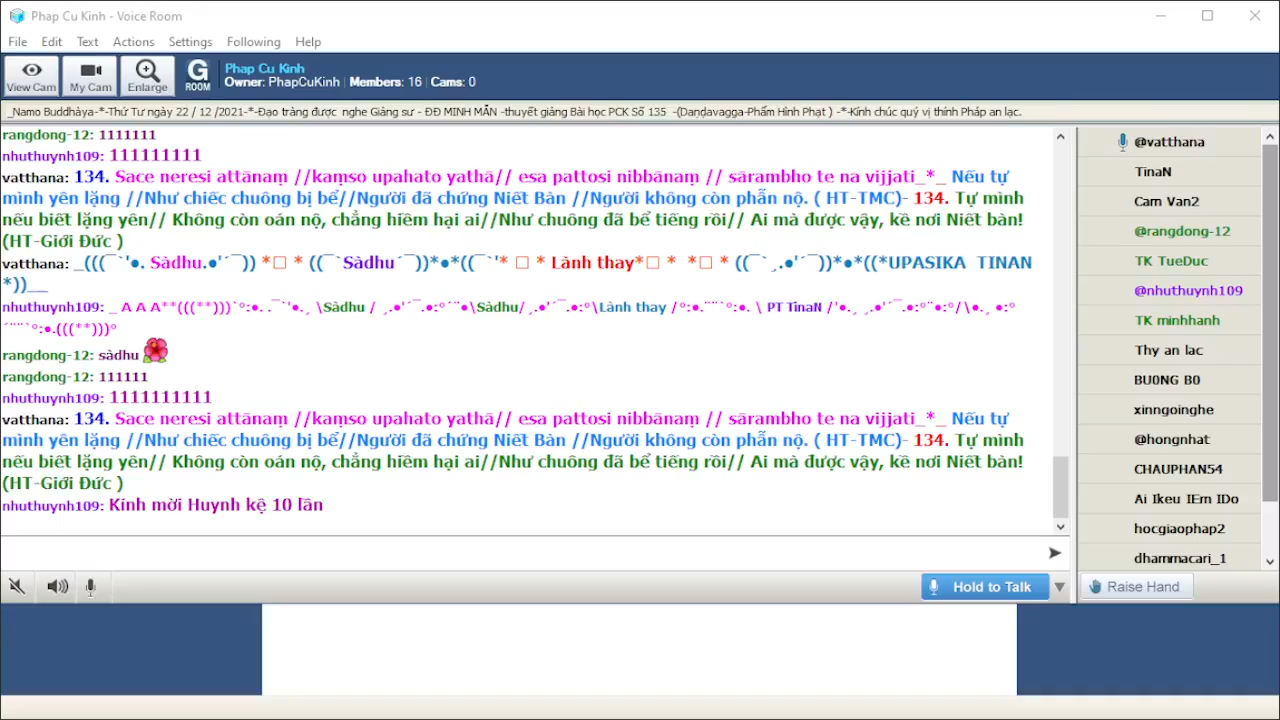 Phap Cu Kinh - Voice Room
File Edit Text Actions Settings Following Help
View Cam My Cam Enlarge G ROOM
Phap Cu Kinh
Owner: PhapCuKinh Members: 16 Cams: 0
_Namo Buddhàya-*-Thứ Tư ngày 22 / 12 /2021-*-Đạo tràng được nghe Giảng sư - ĐĐ MINH MẪN -thuyết giảng Bài học PCK Số 135 -(Daṇḍavagga-Phẩm Hình Phạt ) -*-Kính chúc quý vị thính Pháp an lạc.
rangdong-12: 1111111
nhuthuynh109: 111111111
vatthana: 134. Sace neresi attānaṃ //kaṃso upahato yathā// esa pattosi nibbānaṃ // sārambho te na vijjati_*_ Nếu tự
mình yên lặng //Như chiếc chuông bị bể//Người đã chứng Niết Bàn //Người không còn phẫn nộ. ( HT-TMC)- 134. Tự mình
nếu biết lặng yên// Không còn oán nộ, chẳng hiềm hại ai//Như chuông đã bể tiếng rồi// Ai mà được vậy, kề nơi Niết bàn!
(HT-Giới Đức )
vatthana: _(((¯`'●. Sàdhu.●'´¯)) *□ * ((¯`Sàdhu´¯))*●*((¯`'* □ * Lành thay*□ * *□ * ((¯`¸.●'´¯))*●*((*UPASIKA TINAN
*))__
nhuthuynh109: _ A A A**(((**)))`°:●. .¯`'●.¸ \Sàdhu / ¸.●'´¯.●:°´¨●\Sàdhu/¸.●'´¯.●:°\Lành thay /°:●.¨¨`°:●. \ PT TinaN /'●.¸ ¸.●'´¯.●:°¨●:°/\●.¸ ●:°
´¨¨`°:●.(((**)))°
rangdong-12: sàdhu
rangdong-12: 111111
nhuthuynh109: 1111111111
vatthana: 134. Sace neresi attānaṃ //kaṃso upahato yathā// esa pattosi nibbānaṃ // sārambho te na vijjati_*_ Nếu tự
mình yên lặng //Như chiếc chuông bị bể//Người đã chứng Niết Bàn //Người không còn phẫn nộ. ( HT-TMC)- 134. Tự mình
nếu biết lặng yên// Không còn oán nộ, chẳng hiềm hại ai//Như chuông đã bể tiếng rồi// Ai mà được vậy, kề nơi Niết bàn!
(HT-Giới Đức )
nhuthuynh109: Kính mời Huynh kệ 10 lần
@vatthana
TinaN
Cam Van2
@rangdong-12
TK TueDuc
@nhuthuynh109
TK minhhanh
Thy an lac
BU0NG B0
xinngoinghe
@hongnhat
CHAUPHAN54
Ai Ikeu IEm IDo
hocgiaophap2
dhammacari_1
Hold to Talk
Raise Hand